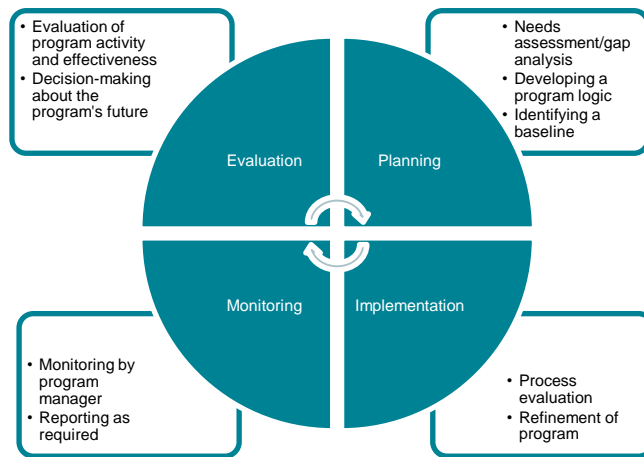 • Evaluation of
program activity
and effectiveness
• Decision-making
about the
program's future
• Needs
assessment/gap
analysis
• Developing a
program logic
• Identifying a
baseline
Evaluation
Planning
Monitoring
Implementation
• Monitoring by
program
manager
• Reporting as
required
• Process
evaluation
• Refinement of
program